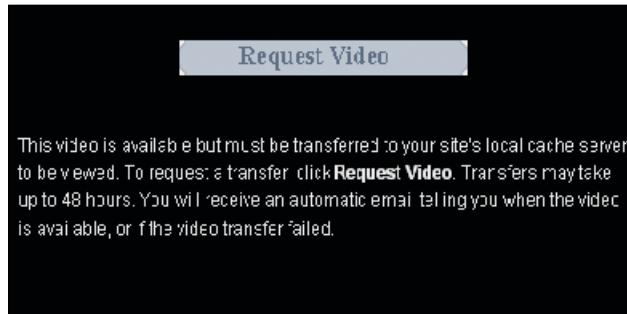 Request Video
This video is available but must be transferred to your site's local cache server
to be viewed. To request a transfer click Request Video. Transfers may take
up to 48 hours. You will receive an automatic email telling you when the video
is available, or if the video transfer failed.